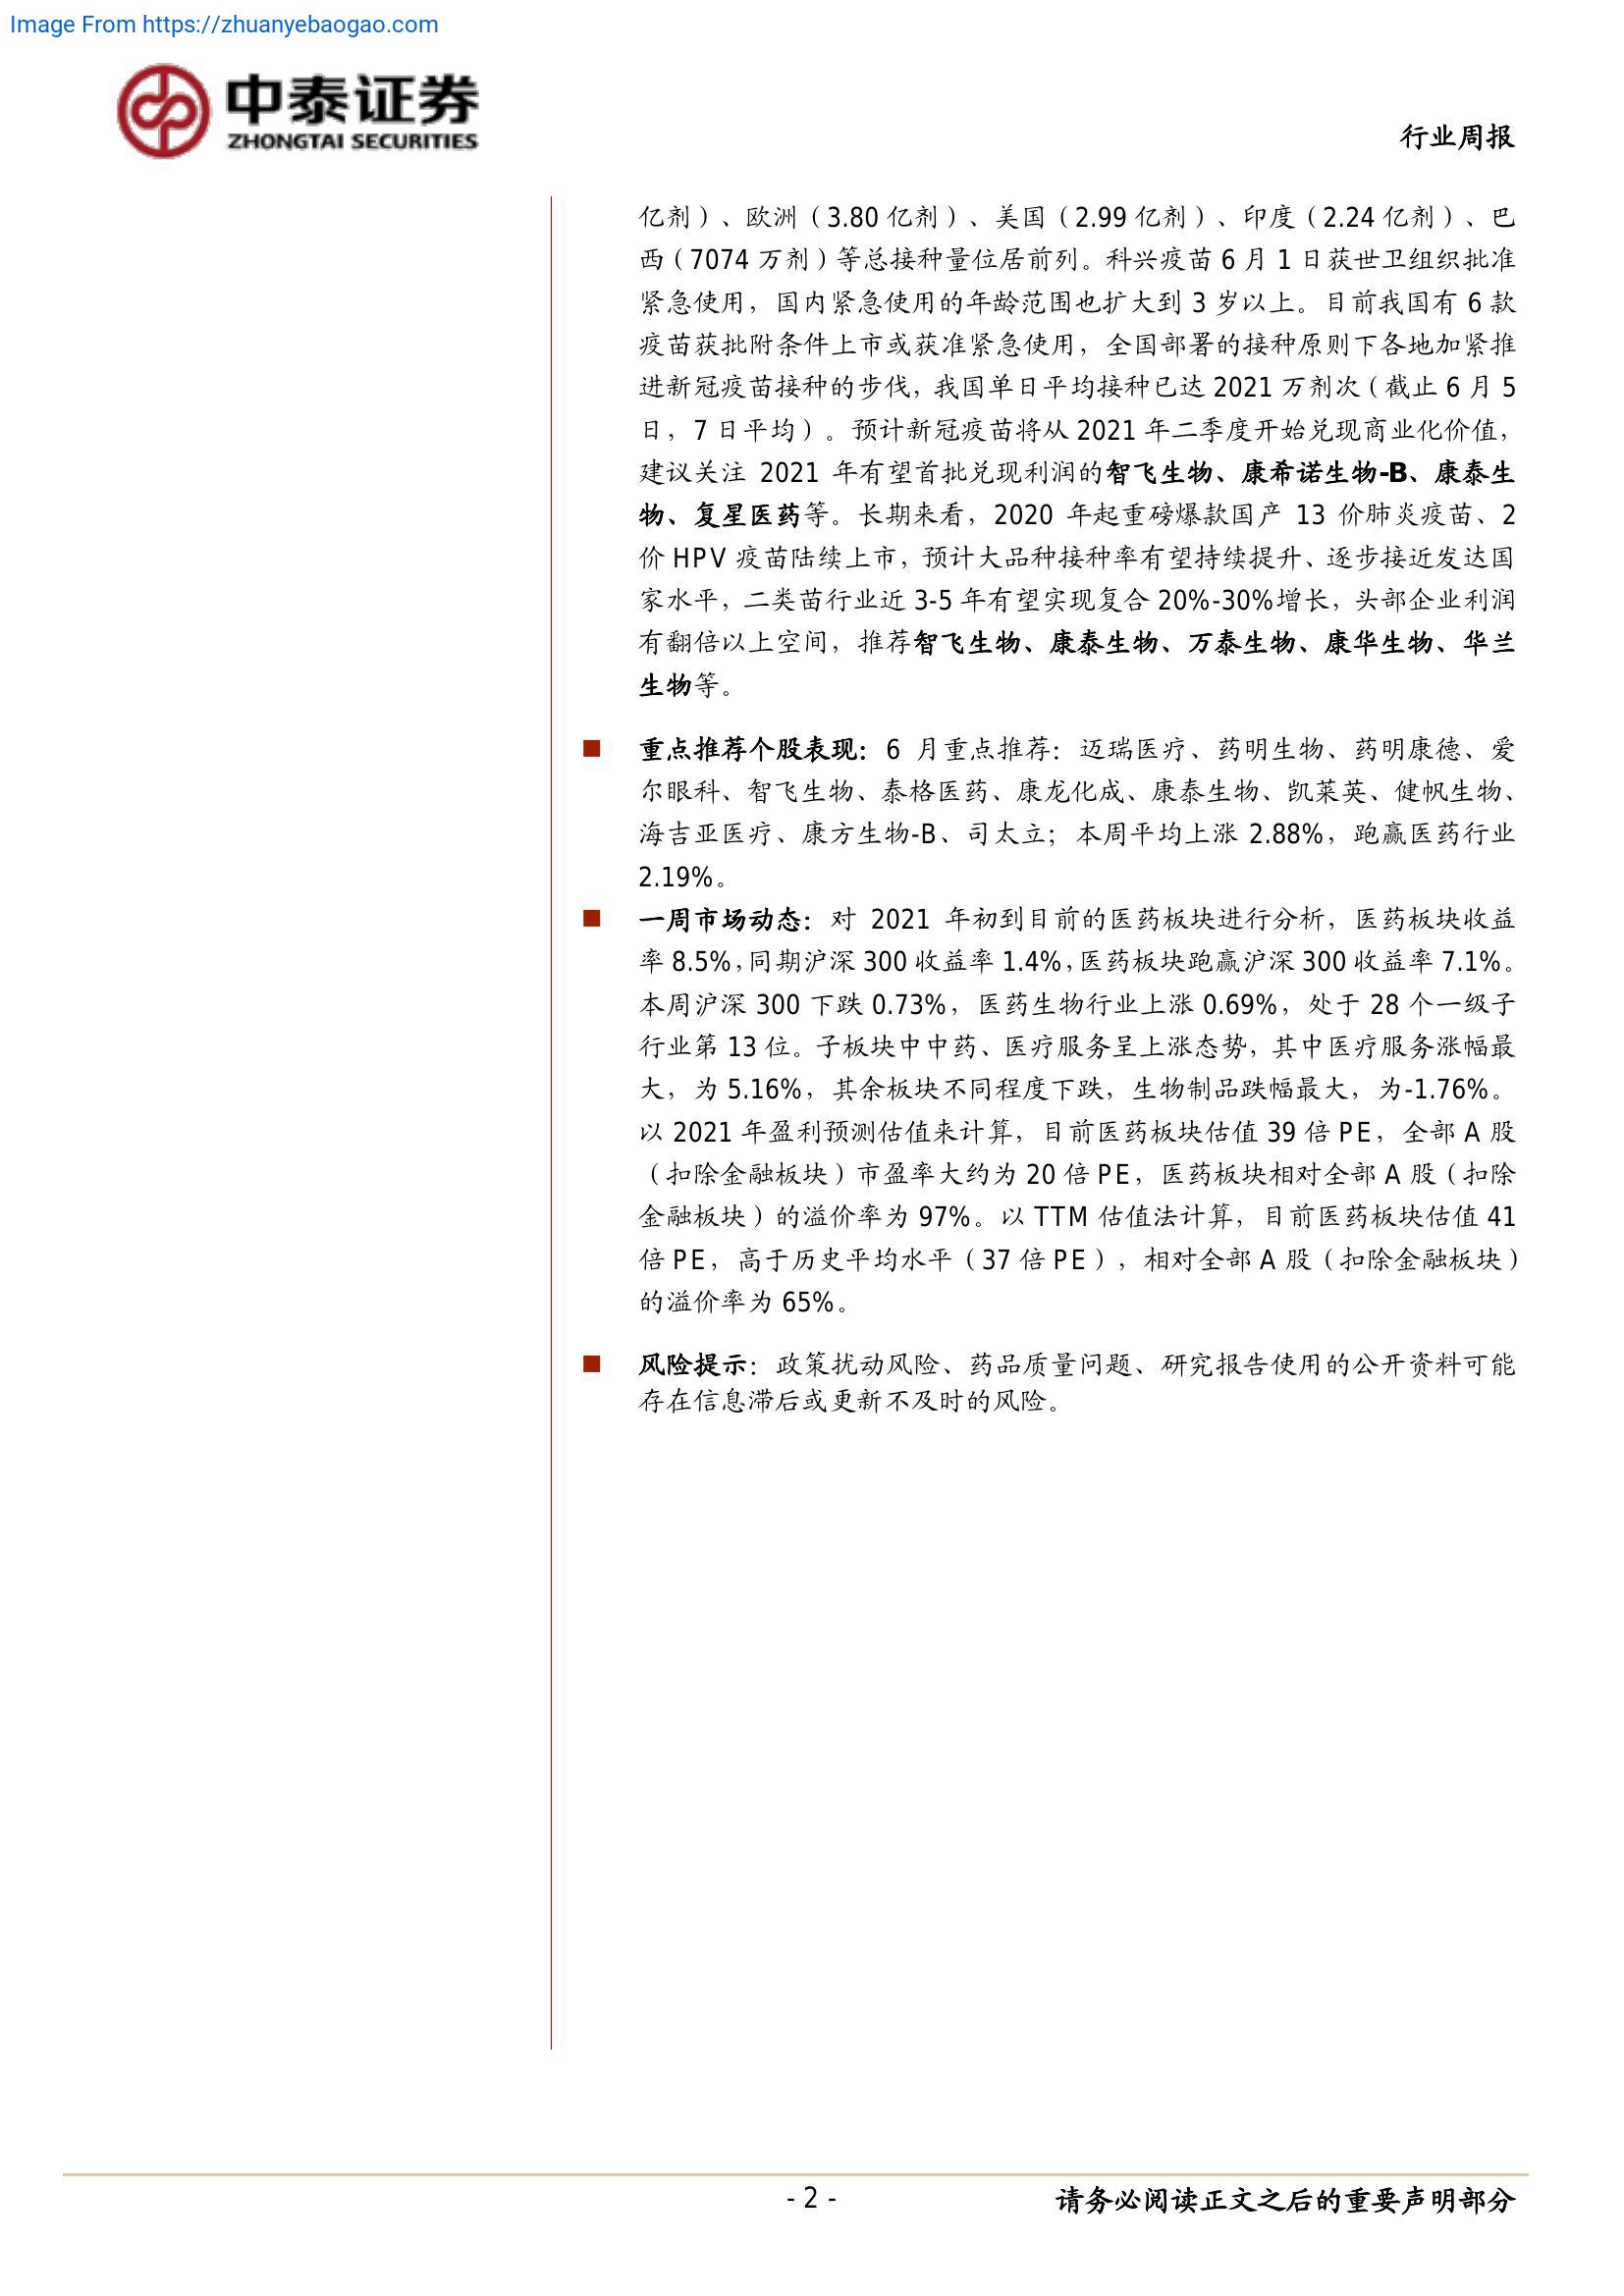 Image From https://zhuanyebaogao.com
中泰证券
ZHONGTAI SECURITIES
行业周报
亿剂）、欧洲（3.80 亿剂）、美国（2.99 亿剂）、印度（2.24 亿剂）、巴
西（7074 万剂）等总接种量位居前列。科兴疫苗 6 月 1 日获世卫组织批准
紧急使用，国内紧急使用的年龄范围也扩大到 3 岁以上。目前我国有 6 款
疫苗获批附条件上市或获准紧急使用，全国部署的接种原则下各地加紧推
进新冠疫苗接种的步伐，我国单日平均接种已达 2021 万剂次（截止 6 月 5
日，7 日平均）。预计新冠疫苗将从 2021 年二季度开始兑现商业化价值，
建议关注 2021 年有望首批兑现利润的智飞生物、康希诺生物-B、康泰生
物、复星医药等。长期来看，2020 年起重磅爆款国产 13 价肺炎疫苗、2
价 HPV 疫苗陆续上市，预计大品种接种率有望持续提升、逐步接近发达国
家水平，二类苗行业近 3-5 年有望实现复合 20%-30%增长，头部企业利润
有翻倍以上空间，推荐智飞生物、康泰生物、万泰生物、康华生物、华兰
生物等。
■ 重点推荐个股表现：6 月重点推荐：迈瑞医疗、药明生物、药明康德、爱
尔眼科、智飞生物、泰格医药、康龙化成、康泰生物、凯莱英、健帆生物、
海吉亚医疗、康方生物-B、司太立；本周平均上涨 2.88%，跑赢医药行业
2.19%。
■ 一周市场动态：对 2021 年初到目前的医药板块进行分析，医药板块收益
率 8.5%，同期沪深 300 收益率 1.4%，医药板块跑赢沪深 300 收益率 7.1%。
本周沪深 300 下跌 0.73%，医药生物行业上涨 0.69%，处于 28 个一级子
行业第 13 位。子板块中中药、医疗服务呈上涨态势，其中医疗服务涨幅最
大，为 5.16%，其余板块不同程度下跌，生物制品跌幅最大，为-1.76%。
以 2021 年盈利预测估值来计算，目前医药板块估值 39 倍 PE，全部 A 股
（扣除金融板块）市盈率大约为 20 倍 PE，医药板块相对全部 A 股（扣除
金融板块）的溢价率为 97%。以 TTM 估值法计算，目前医药板块估值 41
倍 PE，高于历史平均水平（37 倍 PE），相对全部 A 股（扣除金融板块）
的溢价率为 65%。
■ 风险提示：政策扰动风险、药品质量问题、研究报告使用的公开资料可能
存在信息滞后或更新不及时的风险。
- 2 -
请务必阅读正文之后的重要声明部分